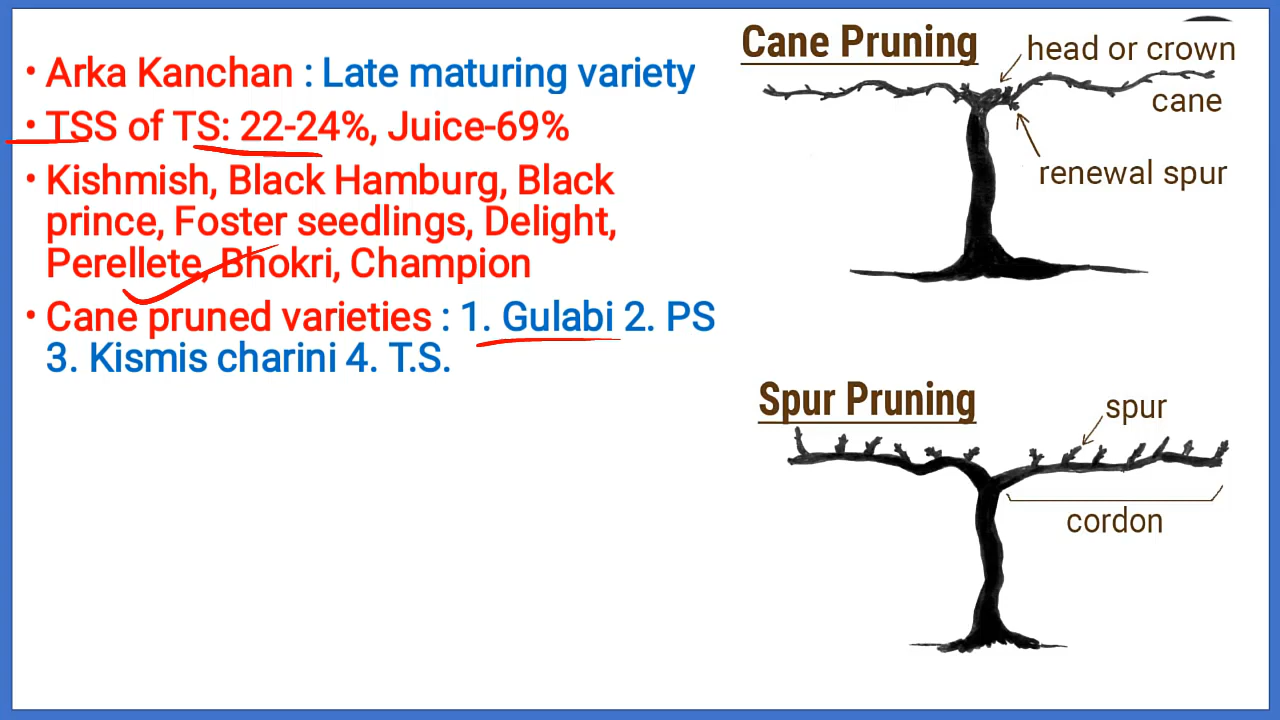 • Arka Kanchan : Late maturing variety
• TSS of TS: 22-24%, Juice-69%
• Kishmish, Black Hamburg, Black
prince, Foster seedlings, Delight,
Perellete, Bhokri, Champion
• Cane pruned varieties : 1. Gulabi 2. PS
3. Kismis charini 4. T.S.
Cane Pruning
head or crown
cane
renewal spur
Spur Pruning
spur
cordon